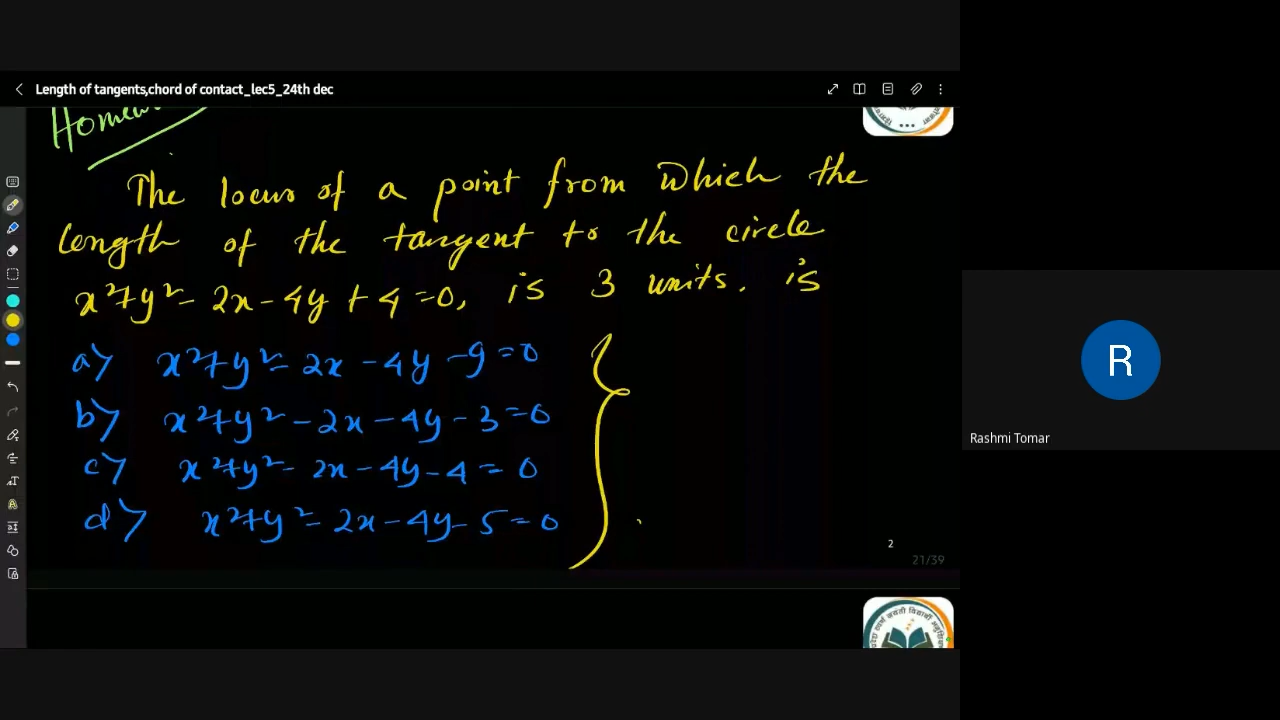 Length of tangents,chord of contact_lec5_24th dec
The locus of a point from which the
length of the tangent to the circle
x²+y²-2x-4y+4=0, is 3 units. is
a> x²+y²-2x-4y-9=0
b> x²+y²-2x-4y-3=0
c> x²+y²-2x-4y-4=0
d> x²+y²-2x-4y-5=0
2
21/39
R
Rashmi Tomar